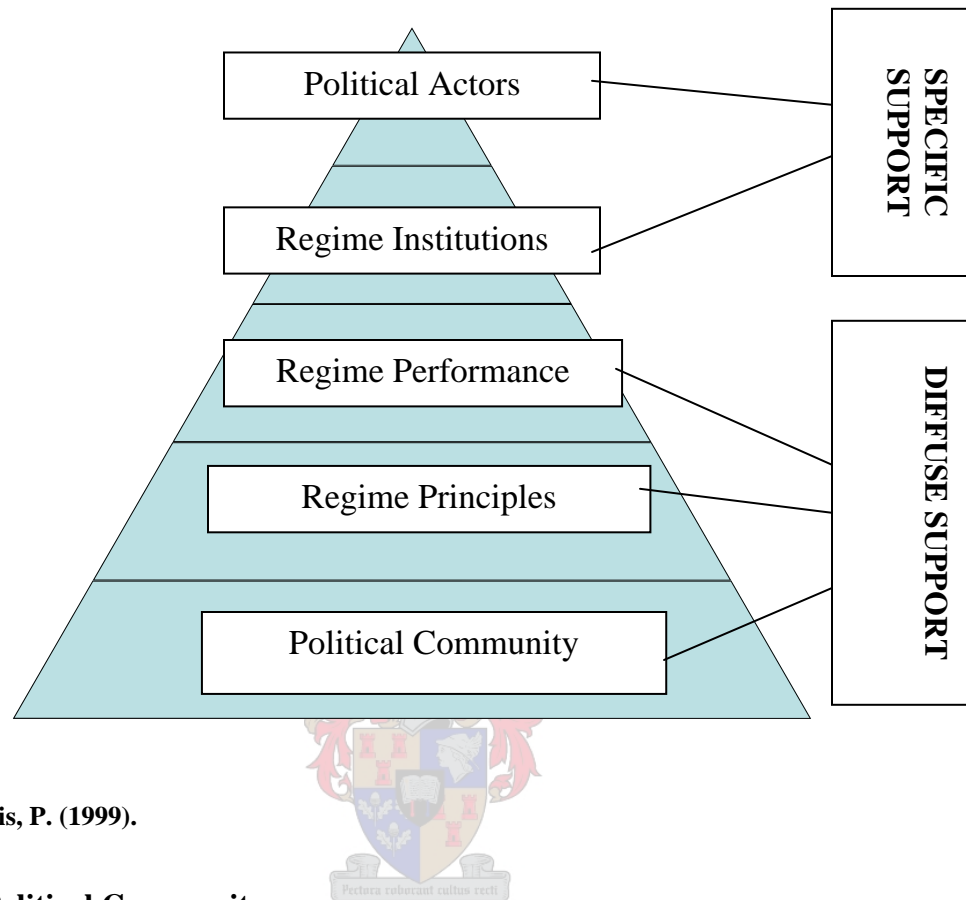 Political Actors
Regime Institutions
Regime Performance
Regime Principles
Political Community
SPECIFIC
SUPPORT
DIFFUSE SUPPORT
Pectora roborant cultus recti
is, P. (1999).